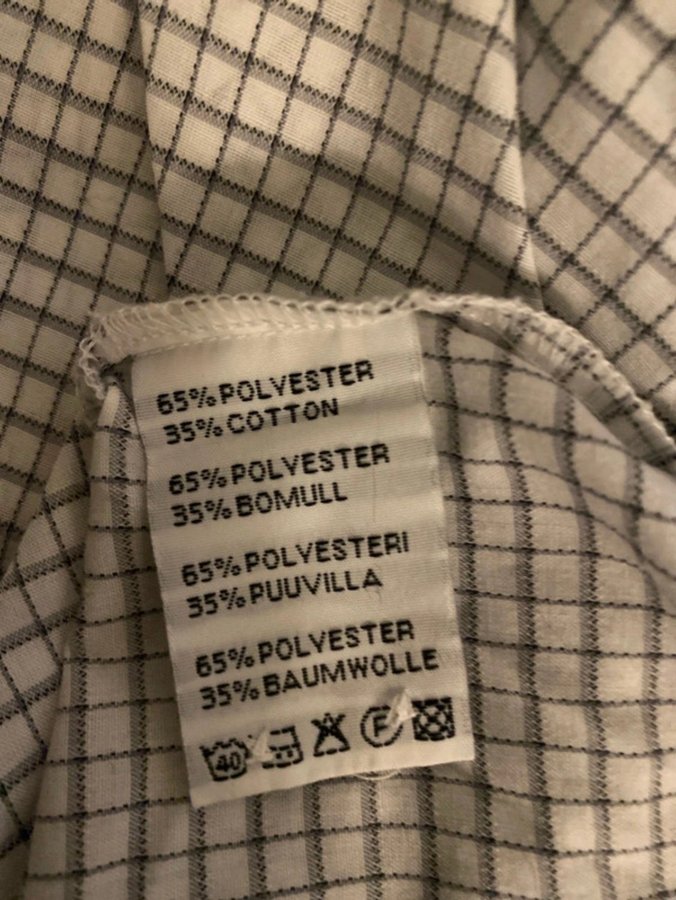 65% POLYESTER
35% COTTON
65% POLYESTER
35% BOMULL
65% POLYESTERI
35% PUUVILLA
65% POLYESTER
35% BAUMWOLLE
40 F